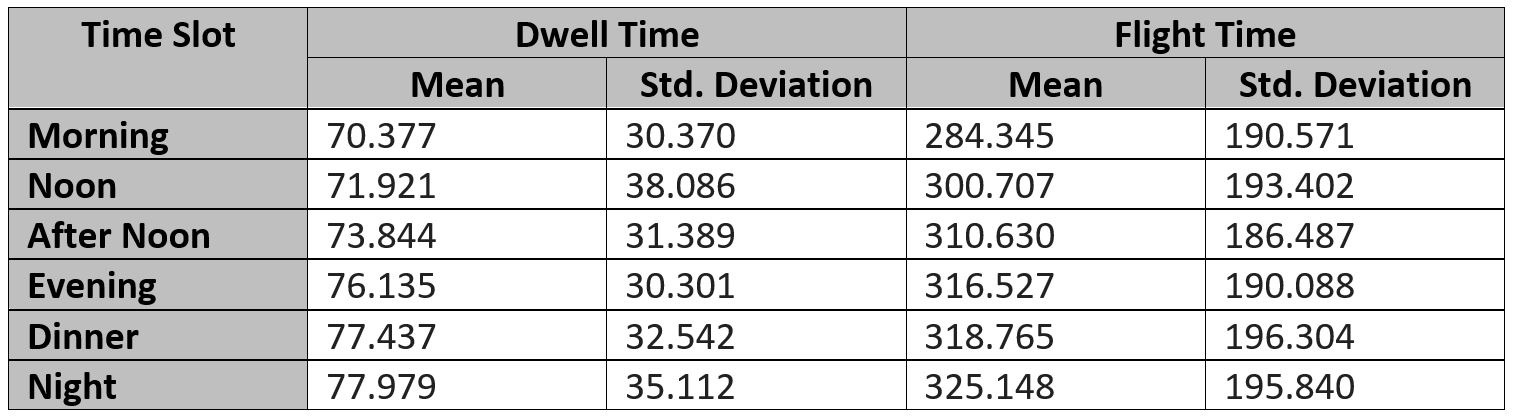 Time Slot Dwell Time Flight Time
Mean Std. Deviation Mean Std. Deviation
Morning 70.377 30.370 284.345 190.571
Noon 71.921 38.086 300.707 193.402
After Noon 73.844 31.389 310.630 186.487
Evening 76.135 30.301 316.527 190.088
Dinner 77.437 32.542 318.765 196.304
Night 77.979 35.112 325.148 195.840